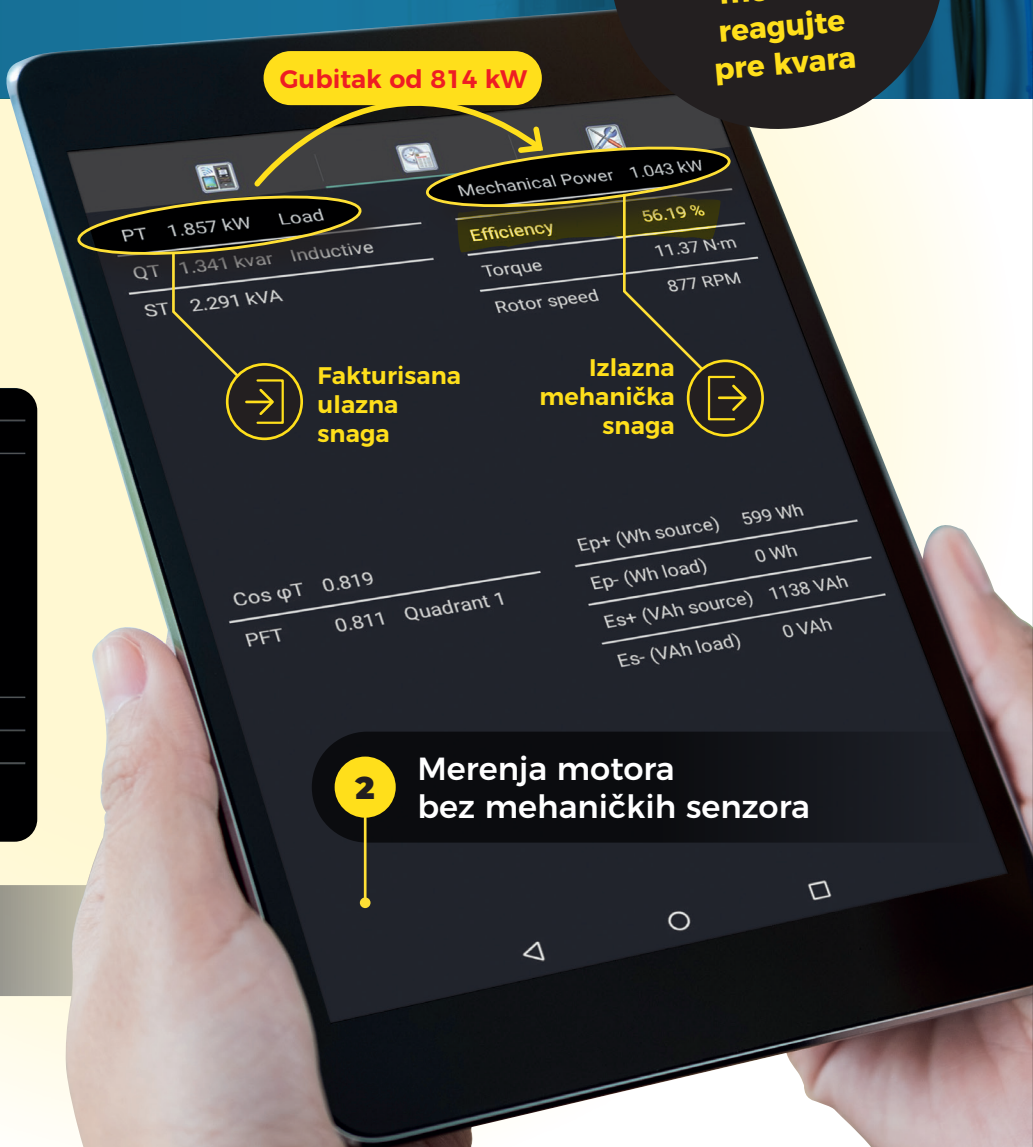 reagujte
pre kvara
Gubitak od 814 kW
PT 1.857 kW Load
QT 1.341 kvar Inductive
ST 2.291 kVA
Mechanical Power 1.043 kW
Efficiency 56.19 %
Torque 11.37 N·m
Rotor speed 877 RPM
Fakturisana
ulazna
snaga
Izlazna
mehanička
snaga
Cos φT 0.819
PFT 0.811 Quadrant 1
Ep+ (Wh source) 599 Wh
Ep- (Wh load) 0 Wh
Es+ (VAh source) 1138 VAh
Es- (VAh load) 0 VAh
2 Merenja motora
bez mehaničkih senzora